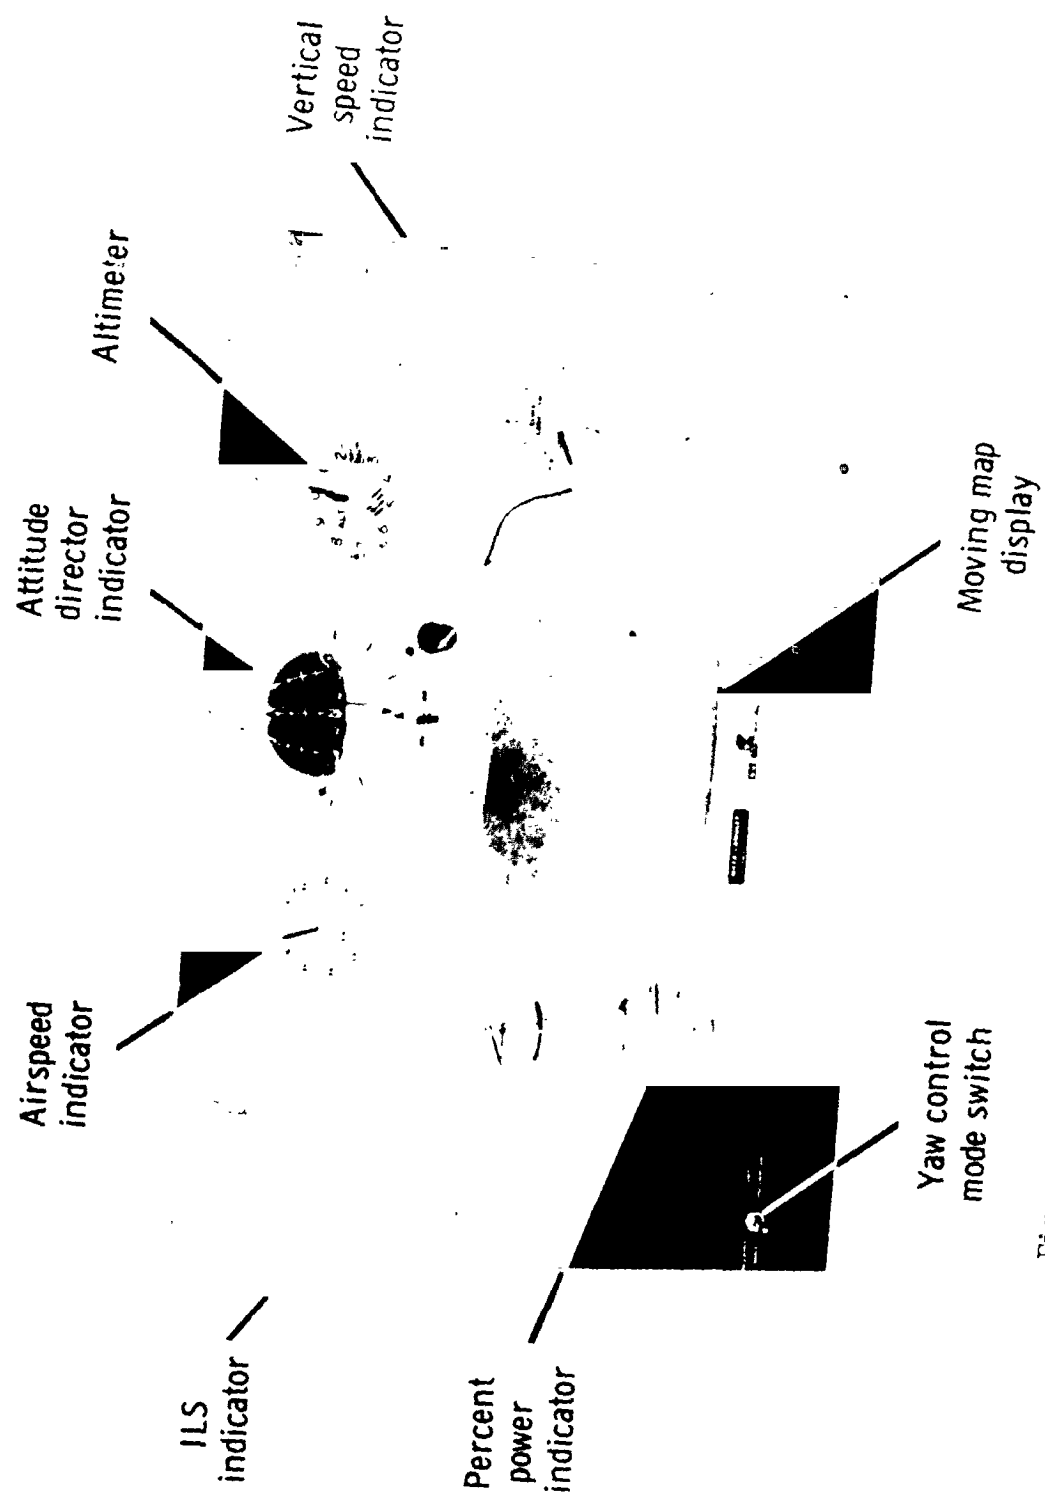 ILS
indicator
Airspeed
indicator
Attitude
director
indicator
Altimeter
Vertical
speed
indicator
Percent
power
indicator
Yaw control
mode switch
Moving map
display